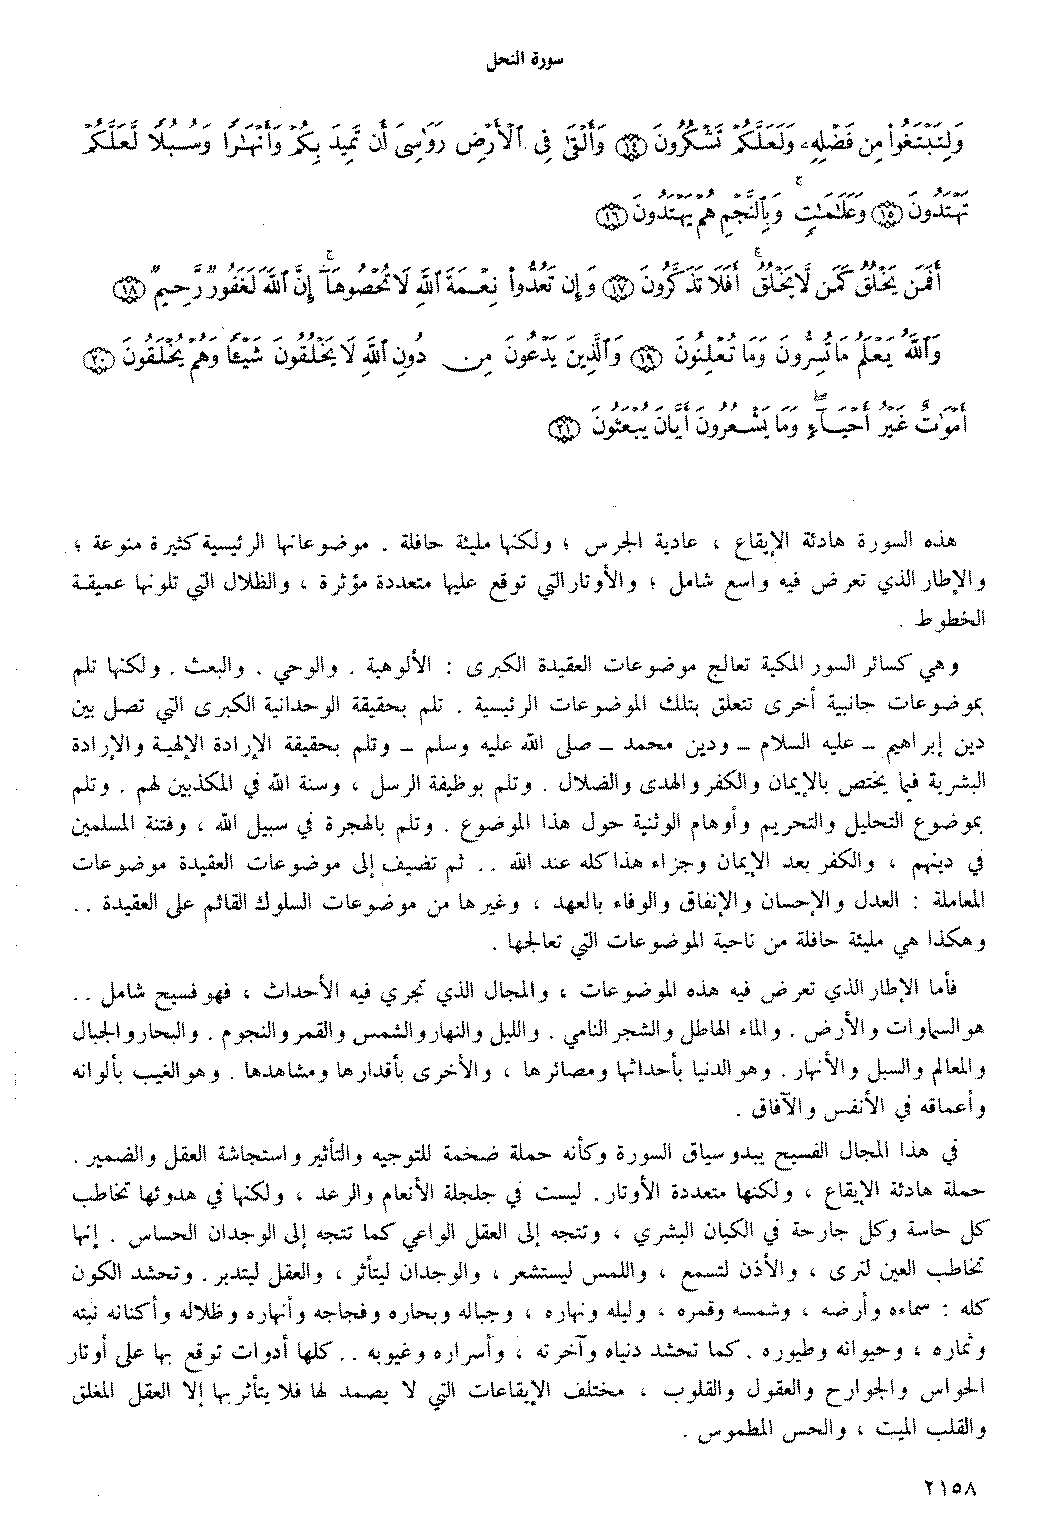 سورة النحل
وَلِتَبْتَغُوا۟ مِن فَضْلِهِۦ وَلَعَلَّكُمْ تَشْكُرُونَ ١٤ وَأَلْقَىٰ فِى ٱلْأَرْضِ رَوَٰسِىَ أَن تَمِيدَ بِكُمْ وَأَنْهَٰرًا وَسُبُلًا لَّعَلَّكُمْ
تَهْتَدُونَ ١٥ وَعَلَٰمَٰتٍ ۚ وَبِٱلنَّجْمِ هُمْ يَهْتَدُونَ ١٦
أَفَمَن يَخْلُقُ كَمَن لَّا يَخْلُقُ ۗ أَفَلَا تَذَكَّرُونَ ١٧ وَإِن تَعُدُّوا۟ نِعْمَةَ ٱللَّهِ لَا تُحْصُوهَآ ۗ إِنَّ ٱللَّهَ لَغَفُورٌ رَّحِيمٌ ١٨
وَٱللَّهُ يَعْلَمُ مَا تُسِرُّونَ وَمَا تُعْلِنُونَ ١٩ وَٱلَّذِينَ يَدْعُونَ مِن دُونِ ٱللَّهِ لَا يَخْلُقُونَ شَيْـًٔا وَهُمْ يُخْلَقُونَ ٢٠
أَمْوَٰتٌ غَيْرُ أَحْيَآءٍ ۖ وَمَا يَشْعُرُونَ أَيَّانَ يُبْعَثُونَ ٢١
هذه السورة هادئة الإيقاع ، عادية الجرس ؛ ولكنها مليئة حافلة . موضوعاتها الرئيسية كثيرة منوعة ؛
والإطار الذي تعرض فيه واسع شامل ؛ والأوتار التي توقع عليها متعددة مؤثرة ، والظلال التي تلونها عميقة
الخطوط .
وهي كسائر السور المكية تعالج موضوعات العقيدة الكبرى : الألوهية . والوحي . والبعث . ولكنها تلم
بموضوعات جانبية أخرى تتعلق بتلك الموضوعات الرئيسية . تلم بحقيقة الوحدانية الكبرى التي تصل بين
دين إبراهيم – عليه السلام – ودين محمد – صلى الله عليه وسلم – وتلم بحقيقة الإرادة الإلهية والإرادة
البشرية فيما يختص بالإيمان والكفر والهدى والضلال . وتلم بوظيفة الرسل ، وسنة الله في المكذبين لهم . وتلم
بموضوع التحليل والتحريم وأوهام الوثنية حول هذا الموضوع . وتلم بالهجرة في سبيل الله ، وفتنة المسلمين
في دينهم ، والكفر بعد الإيمان وجزاء هذا كله عند الله .. ثم تضيف إلى موضوعات العقيدة موضوعات
المعاملة : العدل والإحسان والإنفاق والوفاء بالعهد ، وغيرها من موضوعات السلوك القائم على العقيدة ..
وهكذا هي مليئة حافلة من ناحية الموضوعات التي تعالجها .
فأما الإطار الذي تعرض فيه هذه الموضوعات ، والمجال الذي تجري فيه الأحداث ، فهو فسيح شامل ..
هو السماوات والأرض . والماء الهاطل والشجر النامي . والليل والنهار والشمس والقمر والنجوم . والبحار والجبال
والمعالم والسبل والأنهار . وهو الدنيا بأحداثها ومصائرها ، والأخرى بأقدارها ومشاهدها . وهو الغيب بألوانه
وأعماقه في الأنفس والآفاق .
في هذا المجال الفسيح يبدو سياق السورة وكأنه حملة ضخمة للتوجيه والتأثير واستجاشة العقل والضمير .
حملة هادئة الإيقاع ، ولكنها متعددة الأوتار . ليست في جلجلة الأنعام والرعد ، ولكنها في هدوئها تخاطب
كل حاسة وكل جارحة في الكيان البشري ، وتتجه إلى العقل الواعي كما تتجه إلى الوجدان الحساس . إنها
تخاطب العين لترى ، والأذن لتسمع ، واللمس ليستشعر ، والوجدان ليتأثر ، والعقل ليتدبر . وتحشد الكون
كله : سماءه وأرضه ، وشمسه وقمره ، وليله ونهاره ، وجباله وبحاره وفجاجه وأنهاره وظلاله وأكنانه نبته
وثماره ، وحيوانه وطيوره . كما تحشد دنياه وآخرته ، وأسراره وغيوبه .. كلها أدوات توقع بها على أوتار
الحواس والجوارح والعقول والقلوب ، مختلف الإيقاعات التي لا يصمد لها فلا يتأثر بها إلا العقل المغلق
والقلب الميت ، والحس المطموس .
٢١٥٨